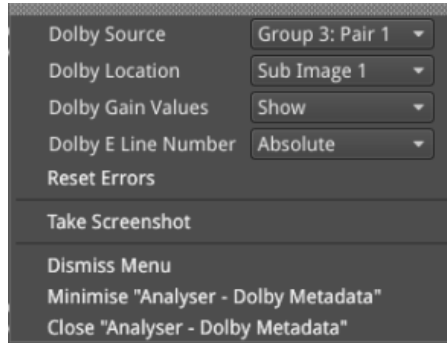 Dolby Source Group 3: Pair 1
Dolby Location Sub Image 1
Dolby Gain Values Show
Dolby E Line Number Absolute
Reset Errors
Take Screenshot
Dismiss Menu
Minimise "Analyser - Dolby Metadata"
Close "Analyser - Dolby Metadata"